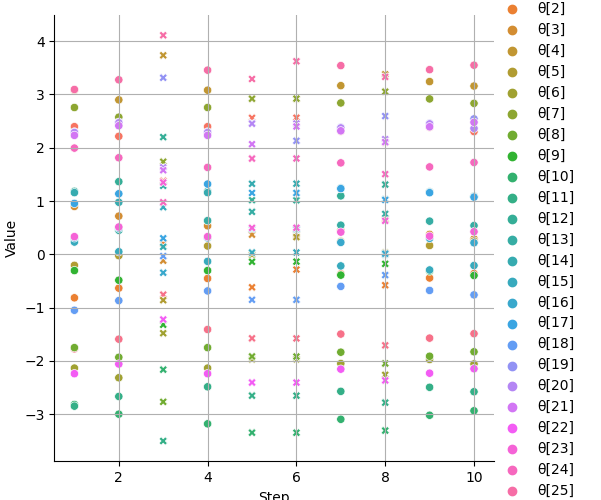 4
3
2
1
0
−1
−2
−3
Value
2
4
6
8
10
Step
θ[2]
θ[3]
θ[4]
θ[5]
θ[6]
θ[7]
θ[8]
θ[9]
θ[10]
θ[11]
θ[12]
θ[13]
θ[14]
θ[15]
θ[16]
θ[17]
θ[18]
θ[19]
θ[20]
θ[21]
θ[22]
θ[23]
θ[24]
θ[25]